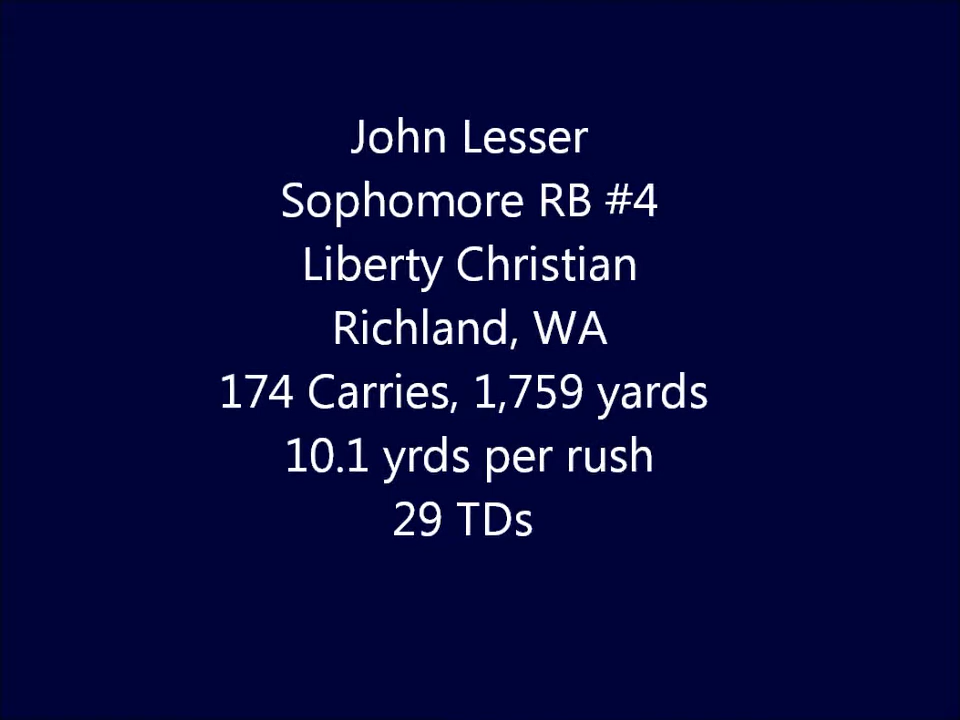 John Lesser
Sophomore RB #4
Liberty Christian
Richland, WA
174 Carries, 1,759 yards
10.1 yrds per rush
29 TDs